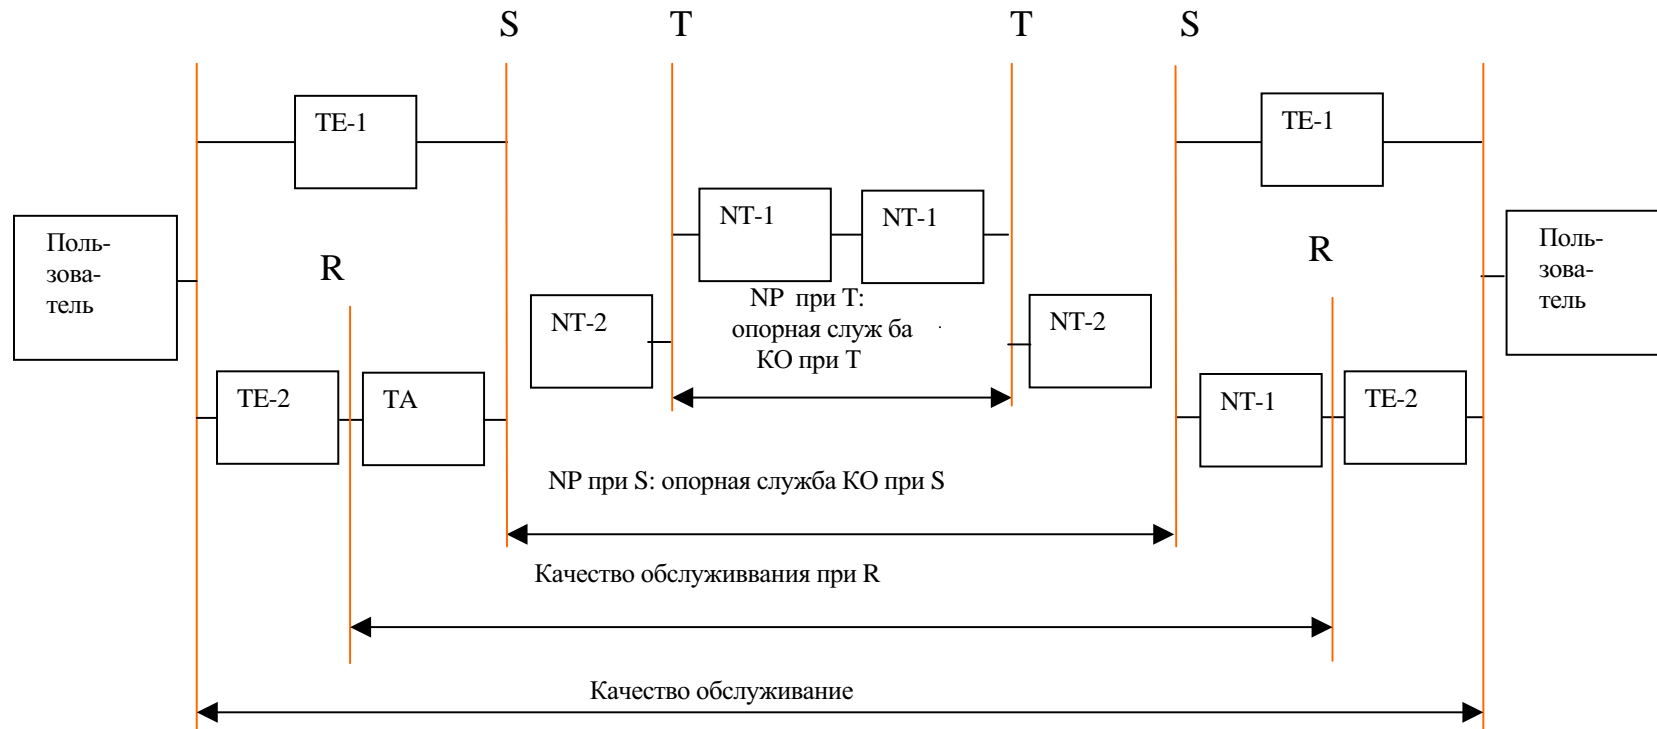 S T T S
TE-1 TE-1
NT-1 NT-1
Поль-
зова-
тель
R R
Поль-
зова-
тель
NT-2
NP при T:
опорная служ ба
КО при T
NT-2
TE-2 TA NT-1 TE-2
NP при S: опорная служба КО при S
Качество обслуживвания при R
Качество обслуживание